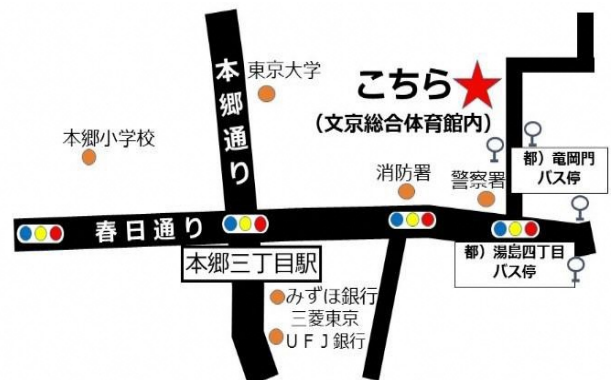 東京大学
本郷通り
こちら
(文京総合体育館内)
本郷小学校
消防署
警察署
都）竜岡門
バス停
春日通り
本郷三丁目駅
都）湯島四丁目
バス停
みずほ銀行
三菱東京
ＵＦＪ銀行